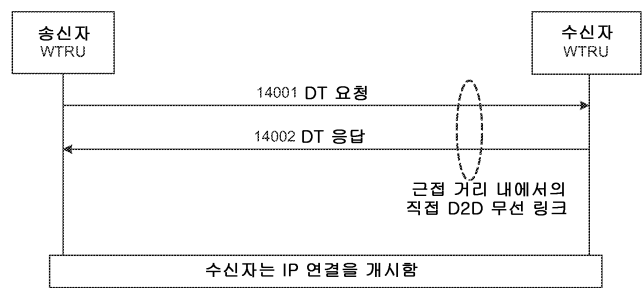 송신자
WTRU
수신자
WTRU
14001 DT 요청
14002 DT 응답
근접 거리 내에서의
직접 D2D 무선 링크
수신자는 IP 연결을 개시함